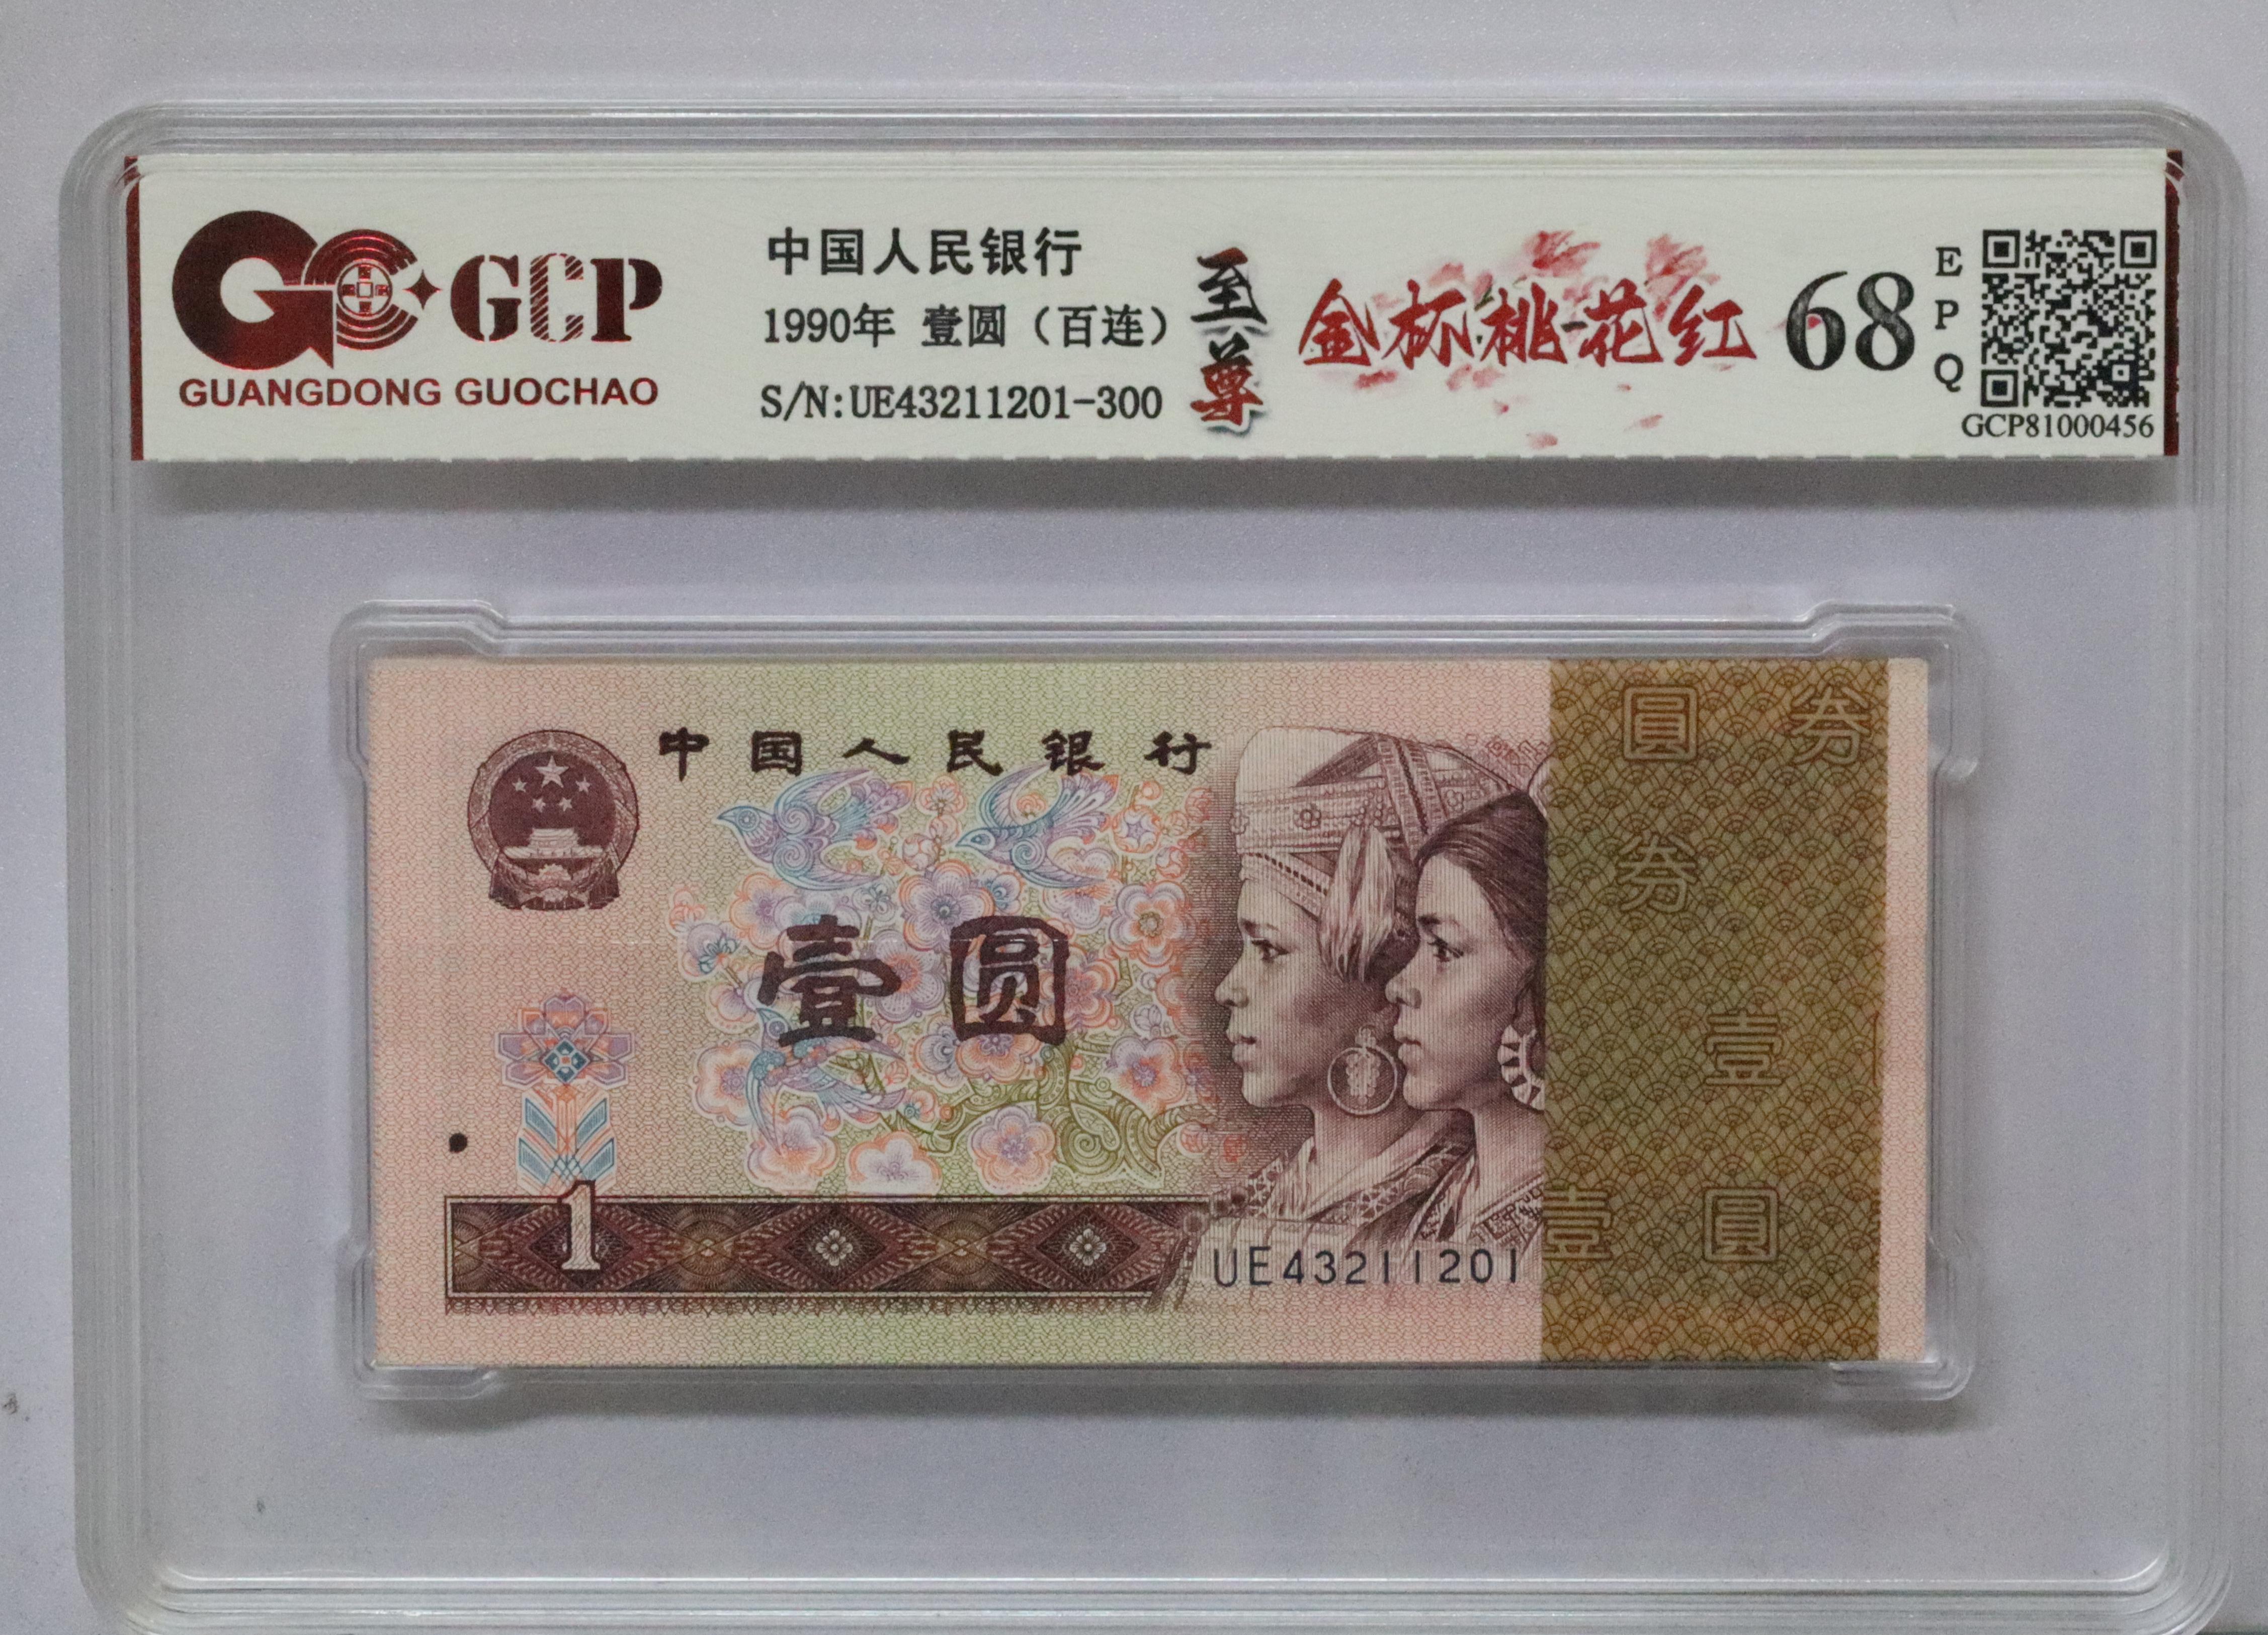 GCP
GUANGDONG GUOCHAO
中国人民银行
1990年 壹圆（百连）
S/N:UE43211201-300
至尊
金杯桃花红
68
EPQ
GCP81000456
中国人民银行
壹圆
1
UE43211201
圓 券
券
壹
壹 圓